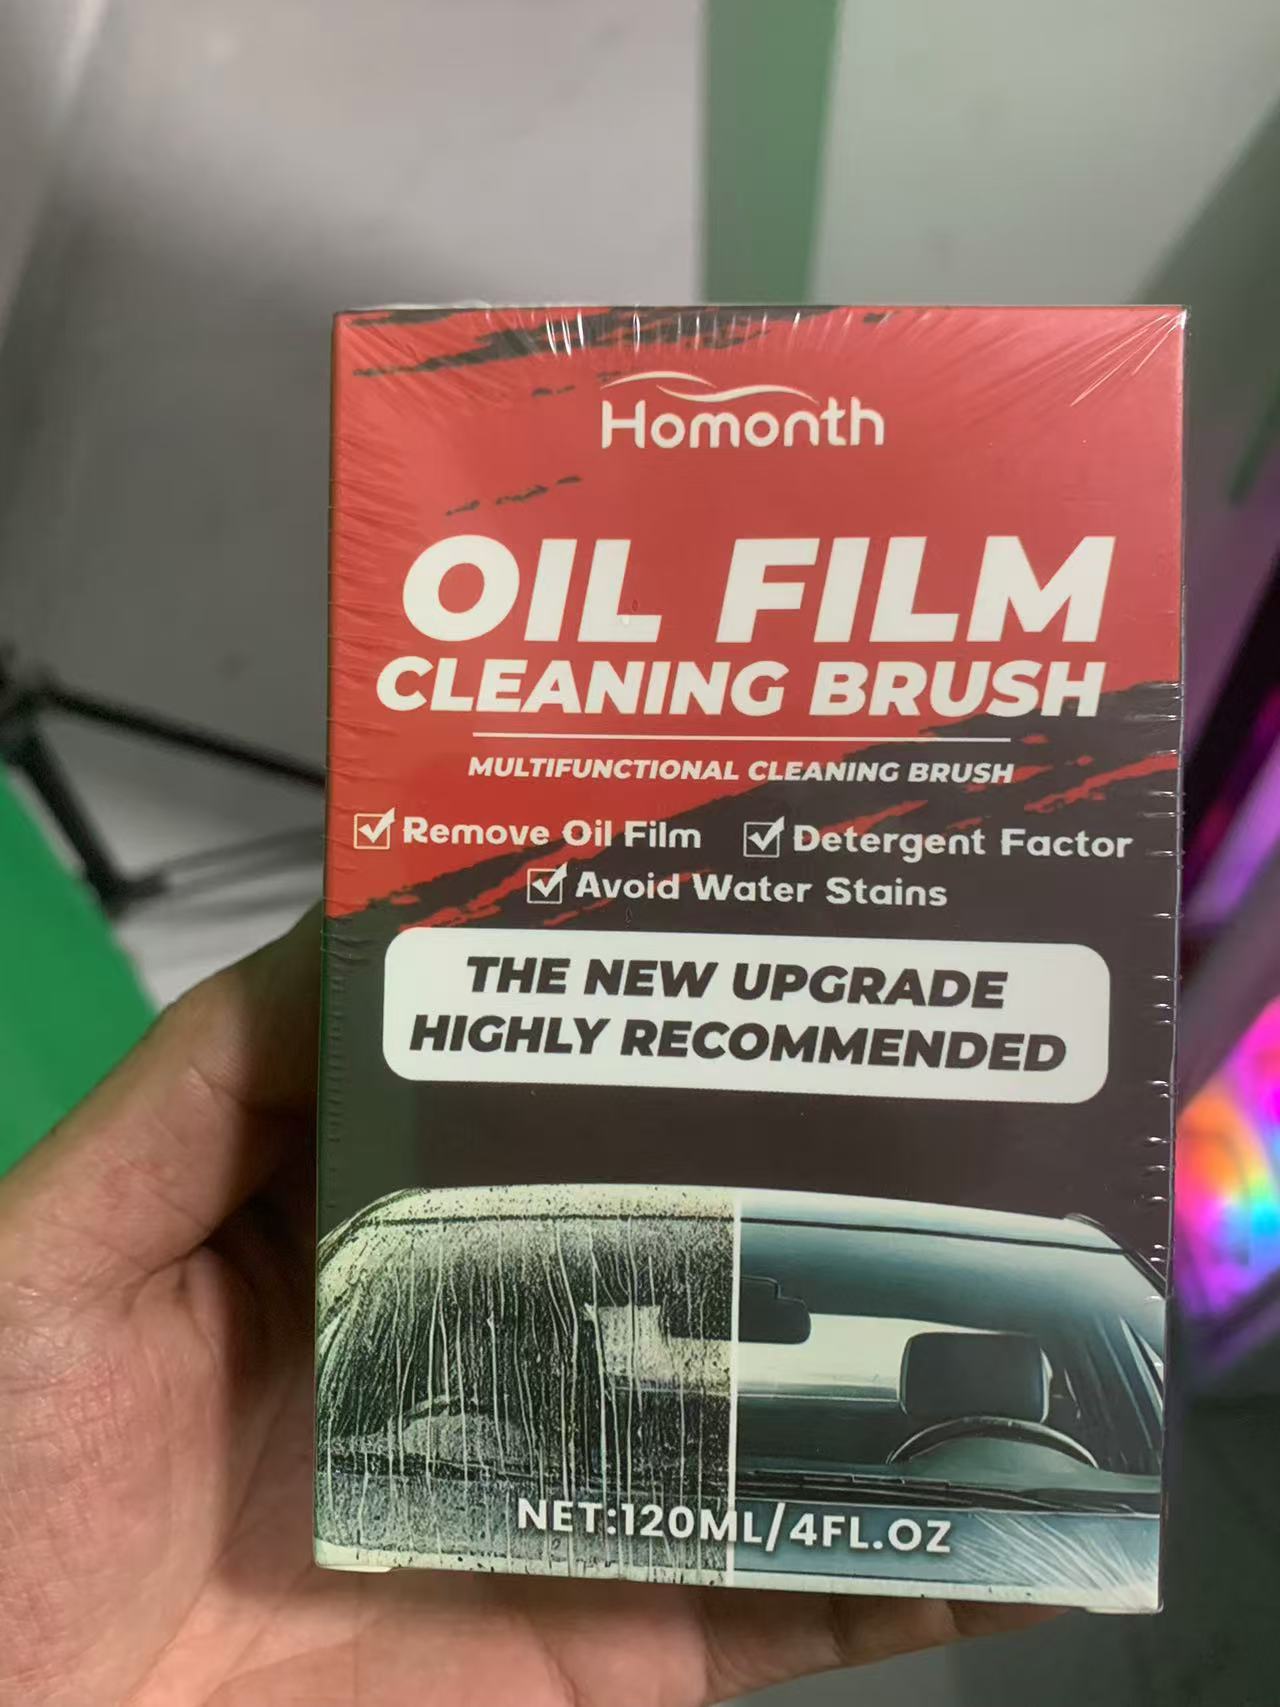 Homonth
OIL FILM
CLEANING BRUSH
MULTIFUNCTIONAL CLEANING BRUSH
Remove Oil Film Detergent Factor
Avoid Water Stains
THE NEW UPGRADE
HIGHLY RECOMMENDED
NET:120ML/4FL.OZ